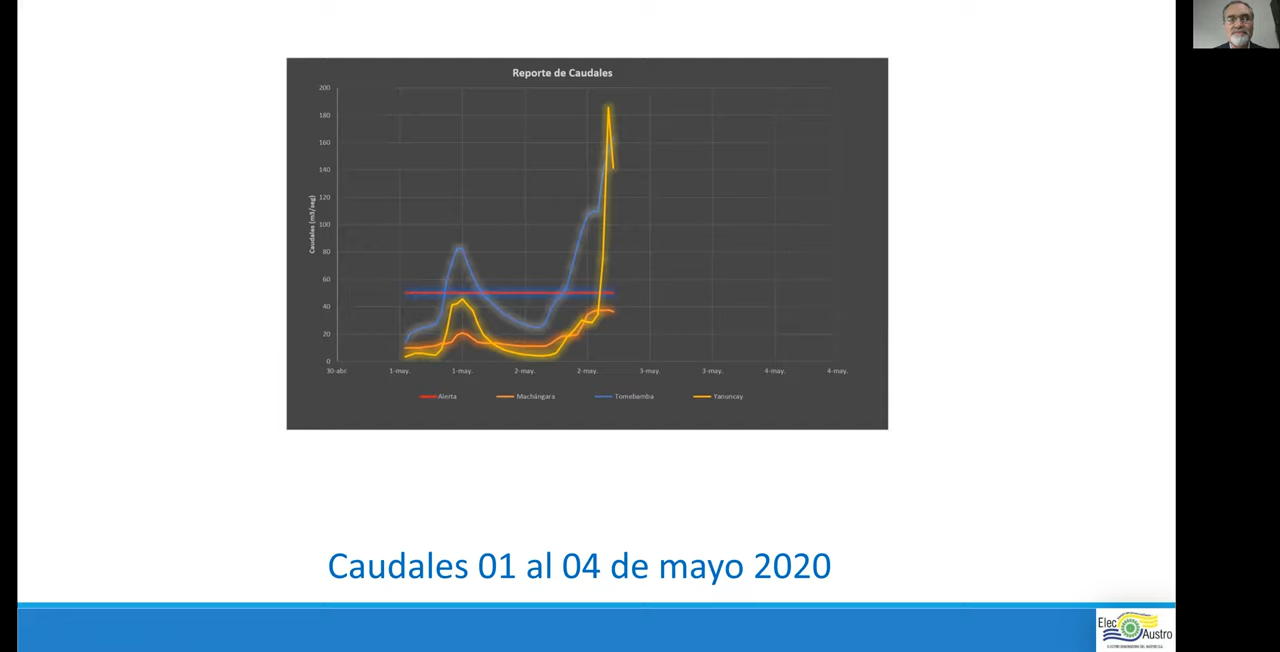 Reporte de Caudales
200
180
160
140
120
100
80
60
40
20
0
Caudales (m3/seg)
30-abr. 1-may. 1-may. 2-may. 2-may. 3-may. 3-may. 4-may. 4-may.
Alerta Machángara Tomebamba Yanuncay
Caudales 01 al 04 de mayo 2020
Elec
Austro